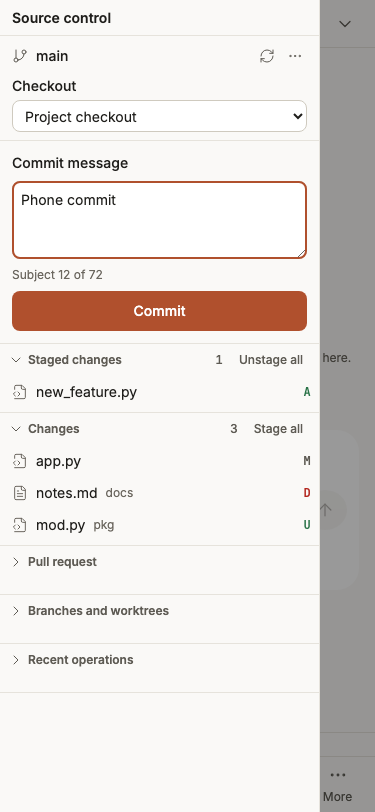 Source control
main
Checkout
Project checkout
Commit message
Phone commit
Subject 12 of 72
Commit
Staged changes 1 Unstage all
new_feature.py A
Changes 3 Stage all
app.py M
notes.md docs D
mod.py pkg U
Pull request
Branches and worktrees
Recent operations
here.
More